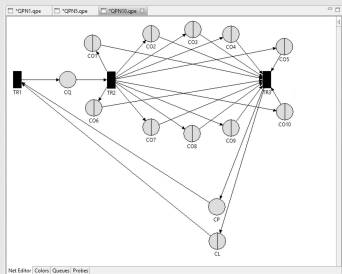 *QPN1.qpe *QPN5.qpe *QPN10.qpe
CO3
CO2 CO4
CO1 CO5
TR1 CQ TR2 TR3
CO6 CO10
CO7 CO8 CO9
CP
CL
Net Editor Colors Queues Probes